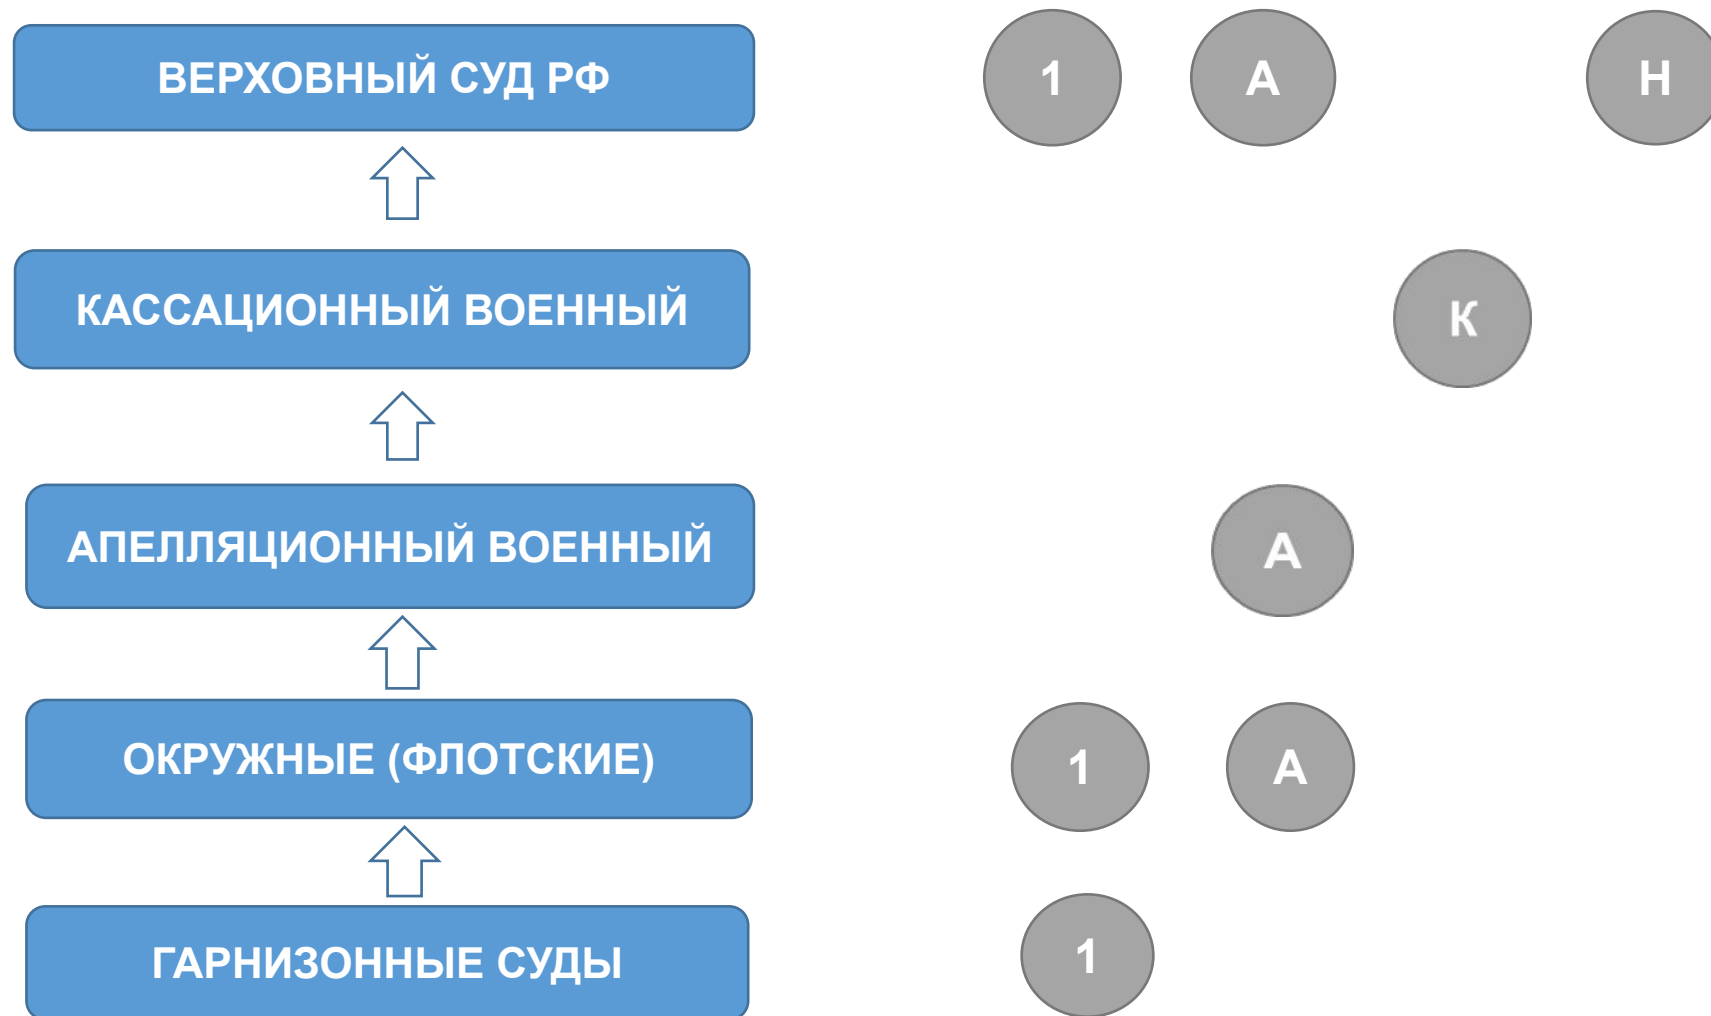 ВЕРХОВНЫЙ СУД РФ
1 А Н
КАССАЦИОННЫЙ ВОЕННЫЙ
К
АПЕЛЛЯЦИОННЫЙ ВОЕННЫЙ
А
ОКРУЖНЫЕ (ФЛОТСКИЕ)
1 А
ГАРНИЗОННЫЕ СУДЫ
1